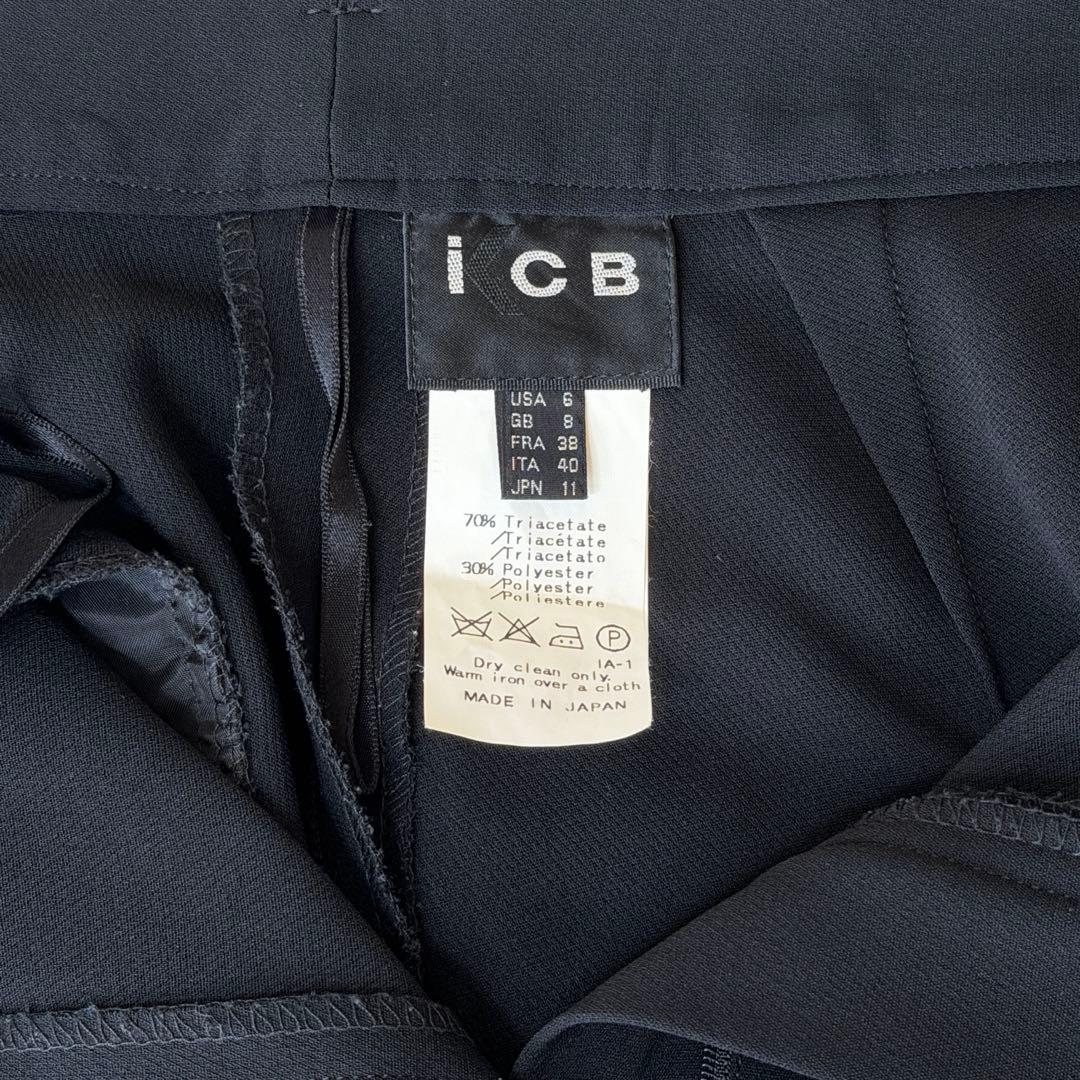 iCB
USA 6
GB 8
FRA 38
ITA 40
JPN 11
70% Triacetate
/Triacétate
/Triacetato
30% Polyester
/Polyester
/Poliestere
P
IA-1
Dry clean only.
Warm iron over a cloth
MADE IN JAPAN